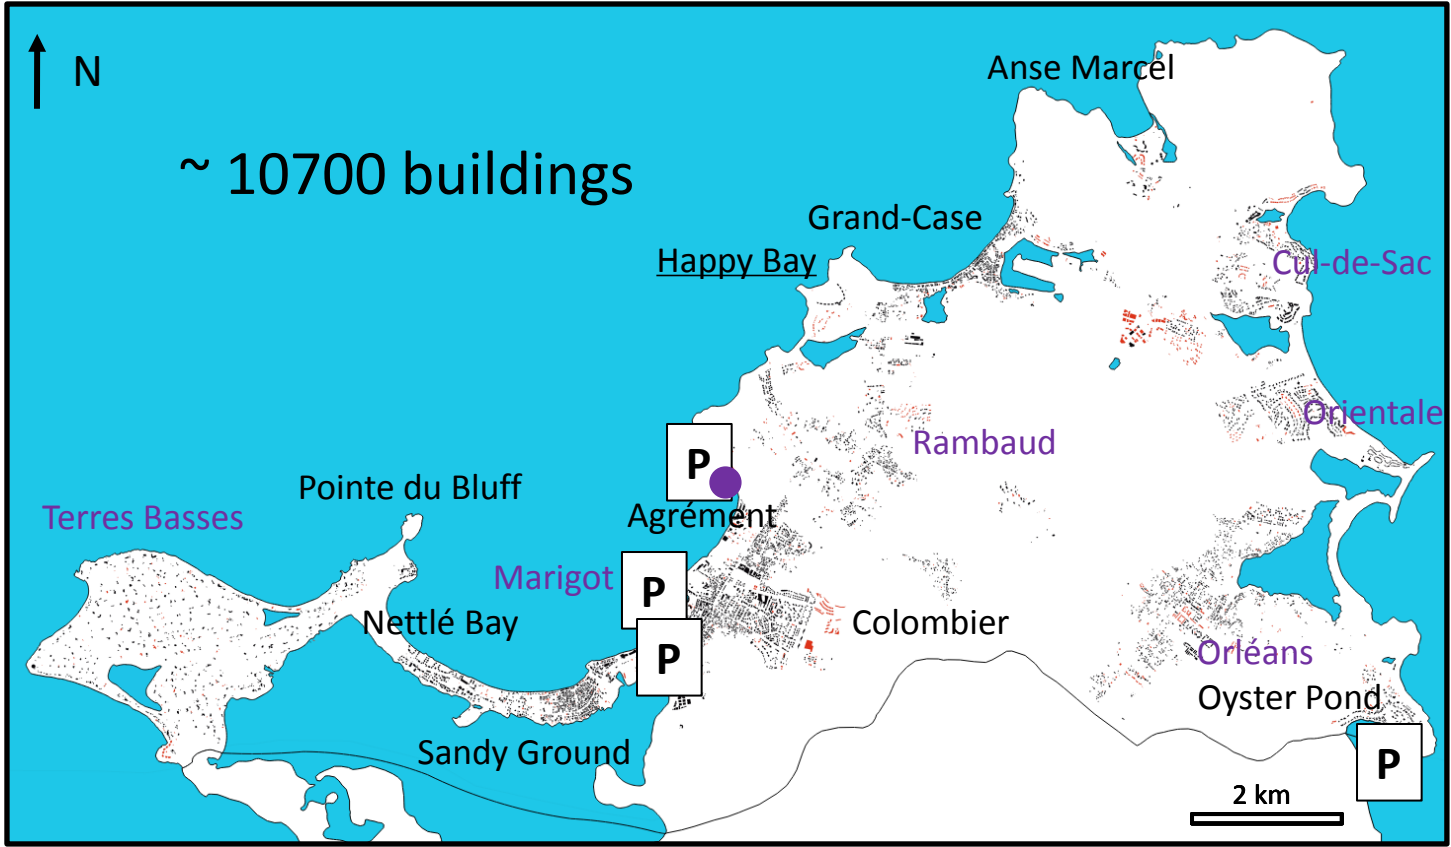 N
Anse Marcel
~ 10700 buildings
Grand-Case
Happy Bay
Cul-de-Sac
Orientale
Rambaud
P
Pointe du Bluff
Terres Basses
Agrément
Marigot
P
Nettlé Bay
Colombier
P
Orléans
Oyster Pond
Sandy Ground
P
2 km